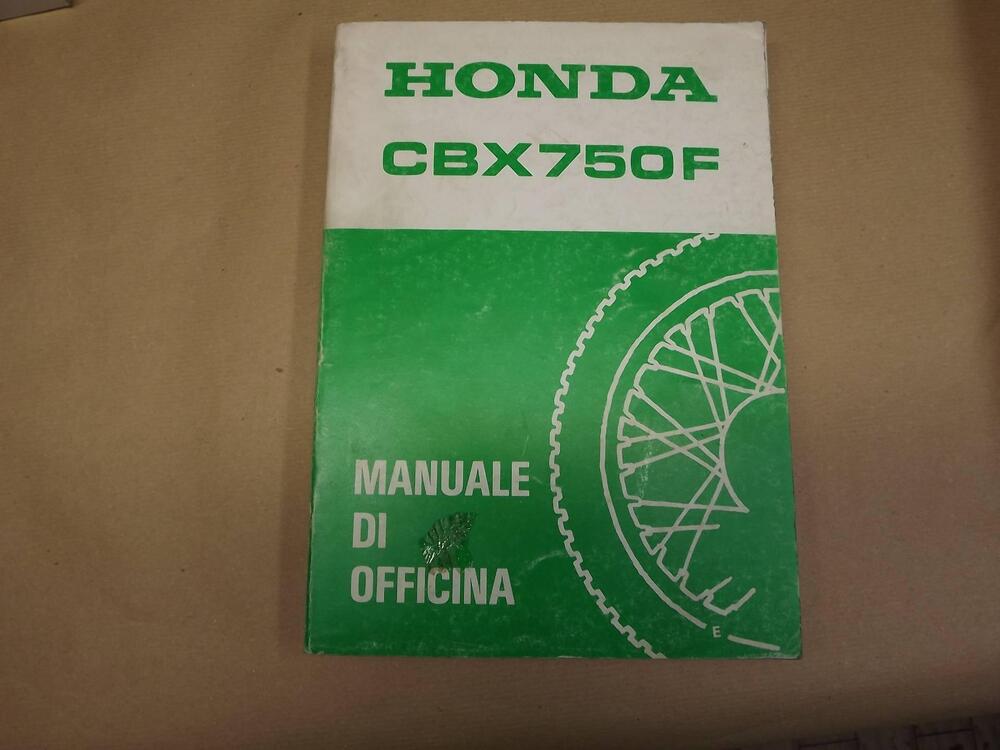 HONDA
CBX750F
MANUALE
DI
OFFICINA
E